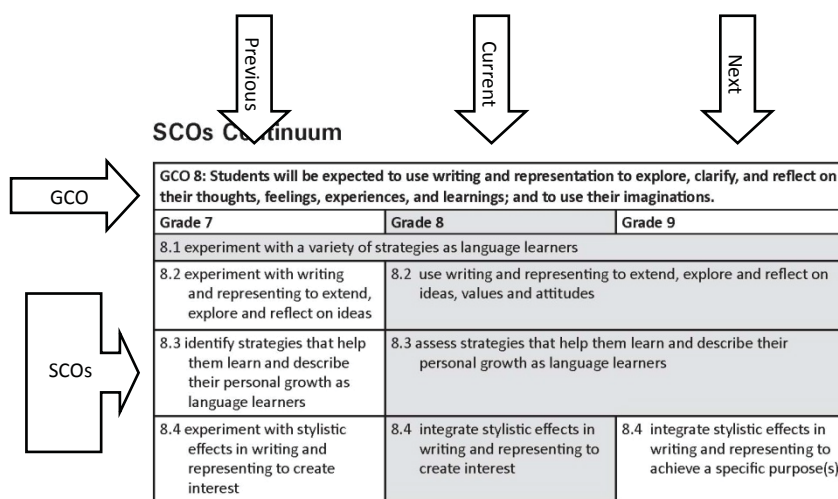 Previous
Current
Next
SCOs Continuum
GCO
GCO 8: Students will be expected to use writing and representation to explore, clarify, and reflect on
their thoughts, feelings, experiences, and learnings; and to use their imaginations.
Grade 7
Grade 8
Grade 9
8.1 experiment with a variety of strategies as language learners
8.2 experiment with writing
and representing to extend,
explore and reflect on ideas
8.2 use writing and representing to extend, explore and reflect on
ideas, values and attitudes
SCOs
8.3 identify strategies that help
them learn and describe
their personal growth as
language learners
8.3 assess strategies that help them learn and describe their
personal growth as language learners
8.4 experiment with stylistic
effects in writing and
representing to create
interest
8.4 integrate stylistic effects in
writing and representing to
create interest
8.4 integrate stylistic effects in
writing and representing to
achieve a specific purpose(s)